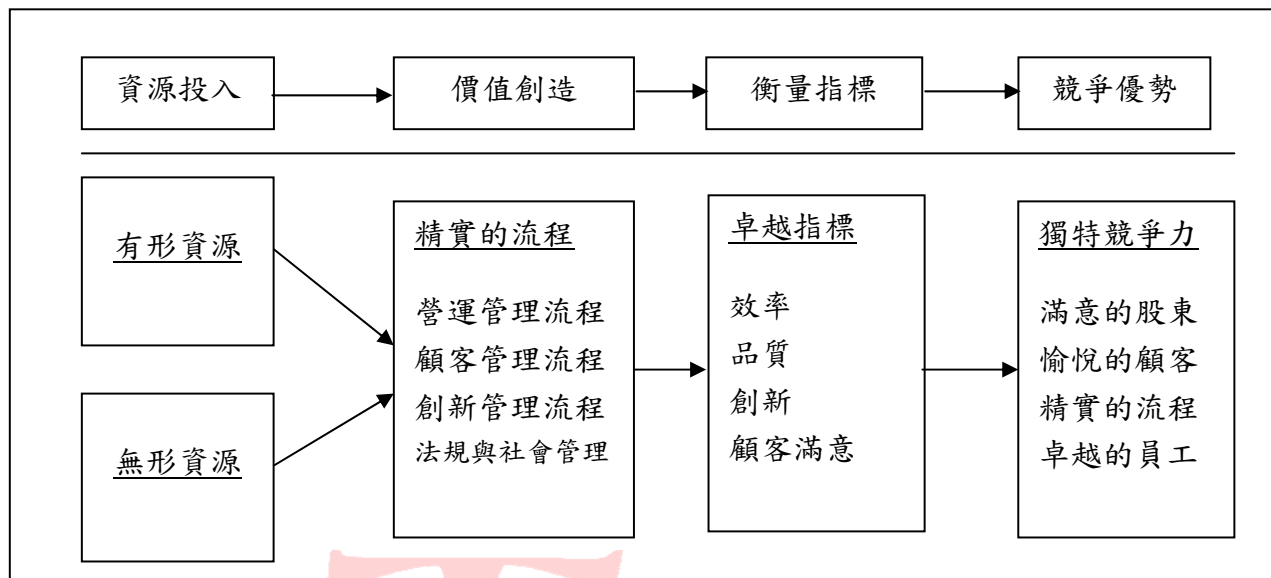 資源投入
價值創造
衡量指標
競爭優勢
有形資源
無形資源
精實的流程
營運管理流程
顧客管理流程
創新管理流程
法規與社會管理
卓越指標
效率
品質
創新
顧客滿意
獨特競爭力
滿意的股東
愉悅的顧客
精實的流程
卓越的員工